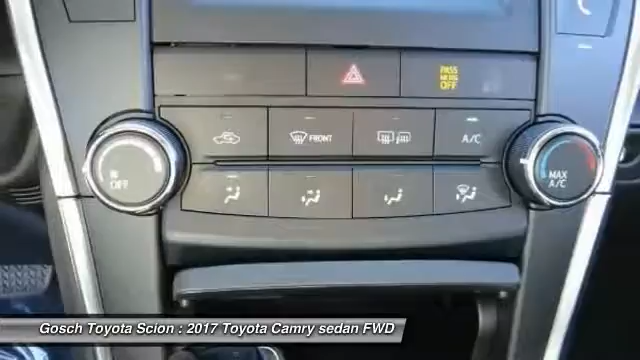 PASS
AIR BAG
OFF
FRONT
A/C
OFF
MAX
A/C
Gosch Toyota Scion : 2017 Toyota Camry sedan FWD